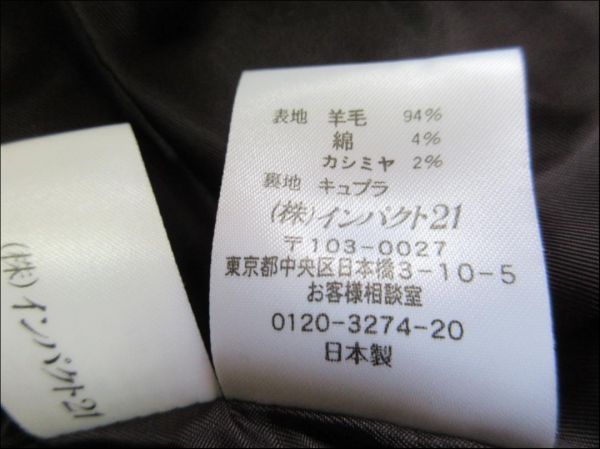 表地 羊毛 94%
綿 4%
カシミヤ 2%
裏地 キュプラ
(株)インパクト21
〒103-0027
東京都中央区日本橋3-10-5
お客様相談室
0120-3274-20
日本製
(株)インパクト21